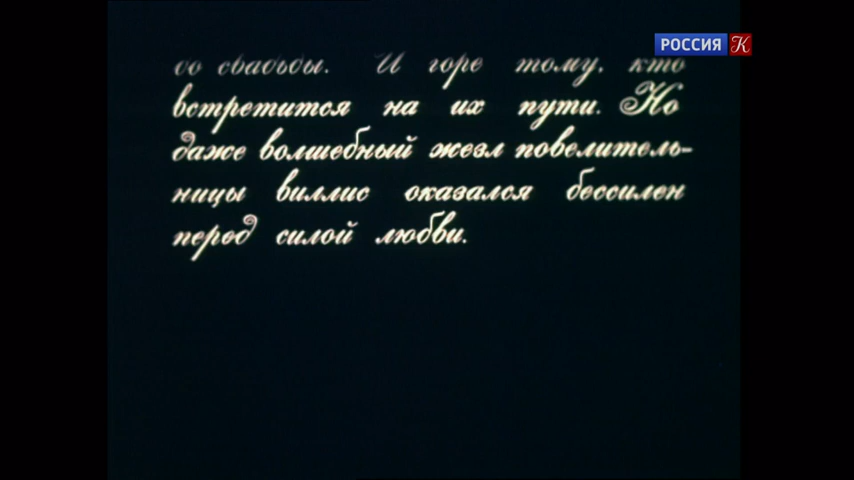 РОССИЯ К
до свадьбы. И горе тому, кто
встретится на их пути. Но
даже волшебный жезл повелитель-
ницы виллис оказался бессилен
перед силой любви.